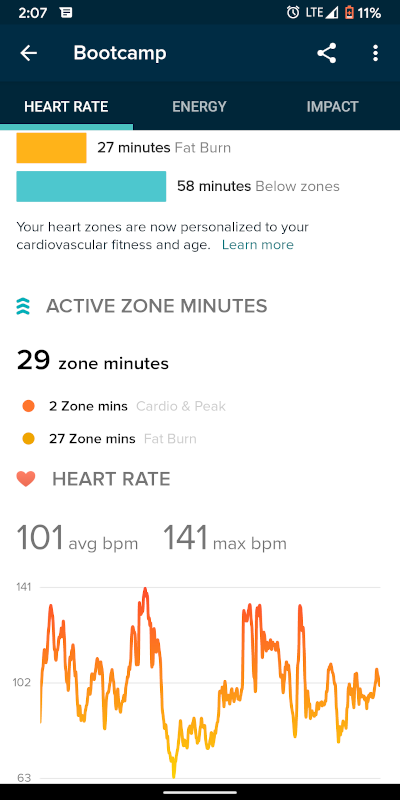 2:07 LTE 11%
Bootcamp
HEART RATE ENERGY IMPACT
27 minutes Fat Burn
58 minutes Below zones
Your heart zones are now personalized to your
cardiovascular fitness and age. Learn more
ACTIVE ZONE MINUTES
29 zone minutes
2 Zone mins Cardio & Peak
27 Zone mins Fat Burn
HEART RATE
101 avg bpm 141 max bpm
141
102
63